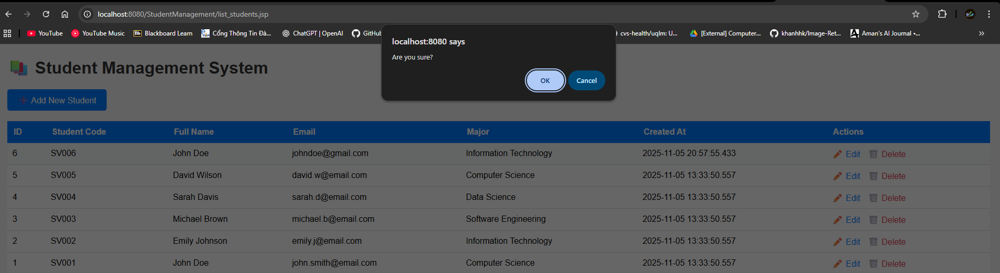 localhost:8080/StudentManagement/list_students.jsp
YouTube YouTube Music Blackboard Learn Cổng Thông Tin Đà... ChatGPT | OpenAI GitHu cvs-health/uqlm: U... [External] Computer... khanhhk/Image-Ret... Aman's AI Journal •...
localhost:8080 says
Are you sure?
OK Cancel
Student Management System
Add New Student
ID Student Code Full Name Email Major Created At Actions
6 SV006 John Doe johndoe@gmail.com Information Technology 2025-11-05 20:57:55.433 Edit Delete
5 SV005 David Wilson david.w@email.com Computer Science 2025-11-05 13:33:50.557 Edit Delete
4 SV004 Sarah Davis sarah.d@email.com Data Science 2025-11-05 13:33:50.557 Edit Delete
3 SV003 Michael Brown michael.b@email.com Software Engineering 2025-11-05 13:33:50.557 Edit Delete
2 SV002 Emily Johnson emily.j@email.com Information Technology 2025-11-05 13:33:50.557 Edit Delete
1 SV001 John Doe john.smith@email.com Computer Science 2025-11-05 13:33:50.557 Edit Delete